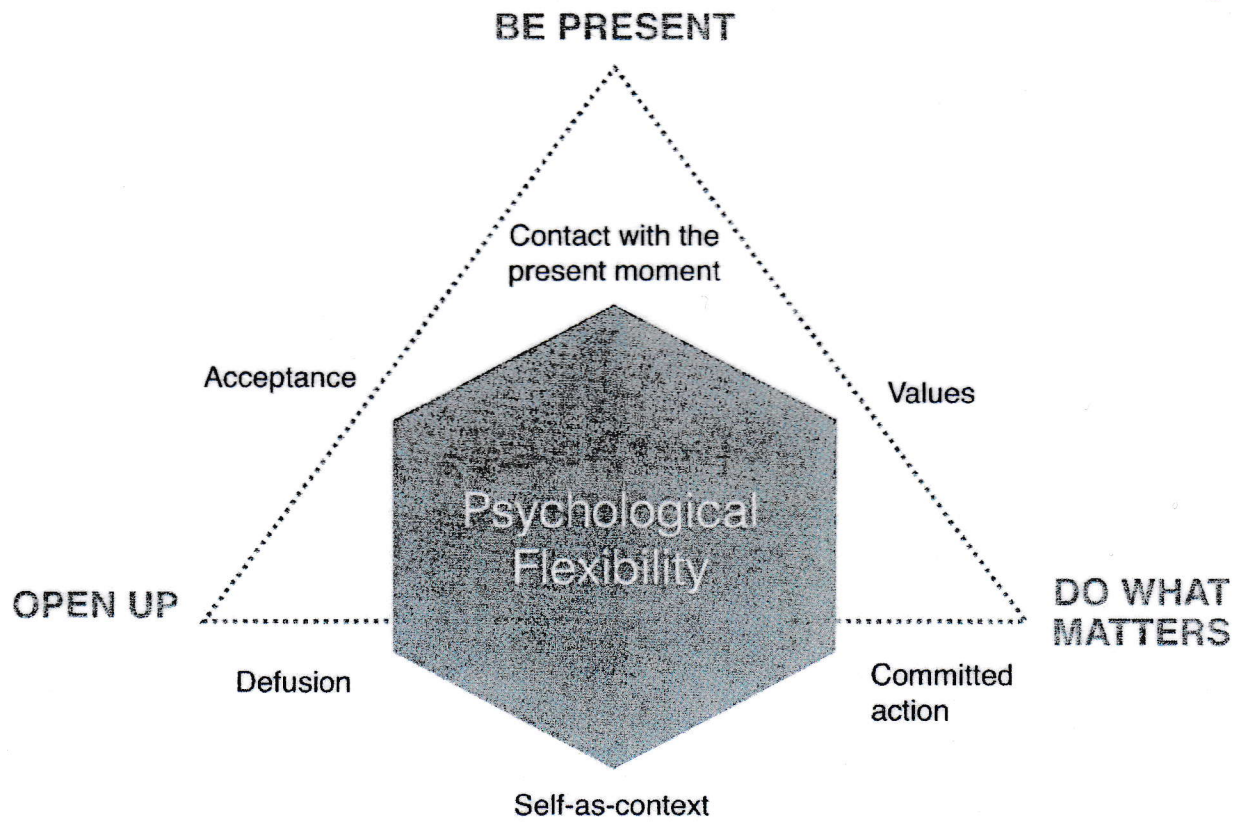 BE PRESENT
Contact with the
present moment
Acceptance
Values
Psychological
Flexibility
OPEN UP
DO WHAT
MATTERS
Defusion
Committed
action
Self-as-context